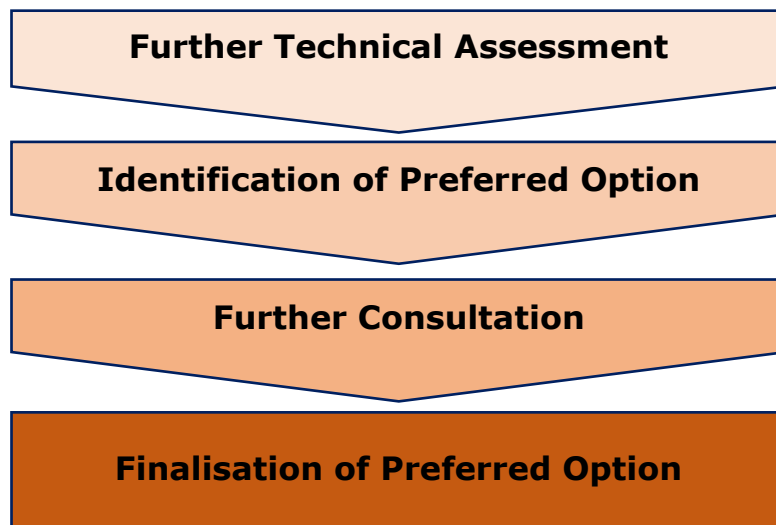 Further Technical Assessment
Identification of Preferred Option
Further Consultation
Finalisation of Preferred Option